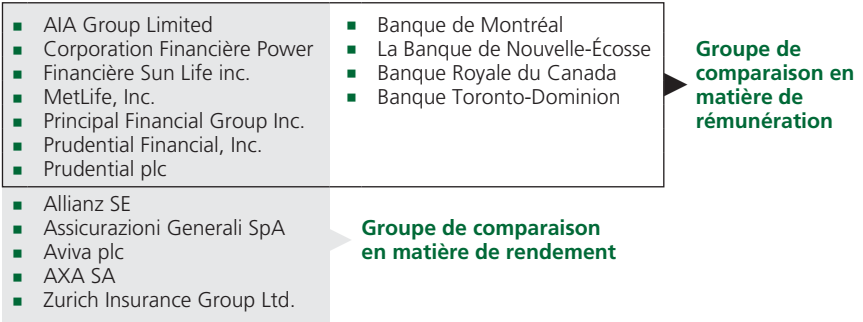 ▪ AIA Group Limited
▪ Corporation Financière Power
▪ Financière Sun Life inc.
▪ MetLife, Inc.
▪ Principal Financial Group Inc.
▪ Prudential Financial, Inc.
▪ Prudential plc
▪ Banque de Montréal
▪ La Banque de Nouvelle-Écosse
▪ Banque Royale du Canada
▪ Banque Toronto-Dominion
Groupe de
comparaison en
matière de
rémunération
▪ Allianz SE
▪ Assicurazioni Generali SpA
▪ Aviva plc
▪ AXA SA
▪ Zurich Insurance Group Ltd.
Groupe de comparaison
en matière de rendement